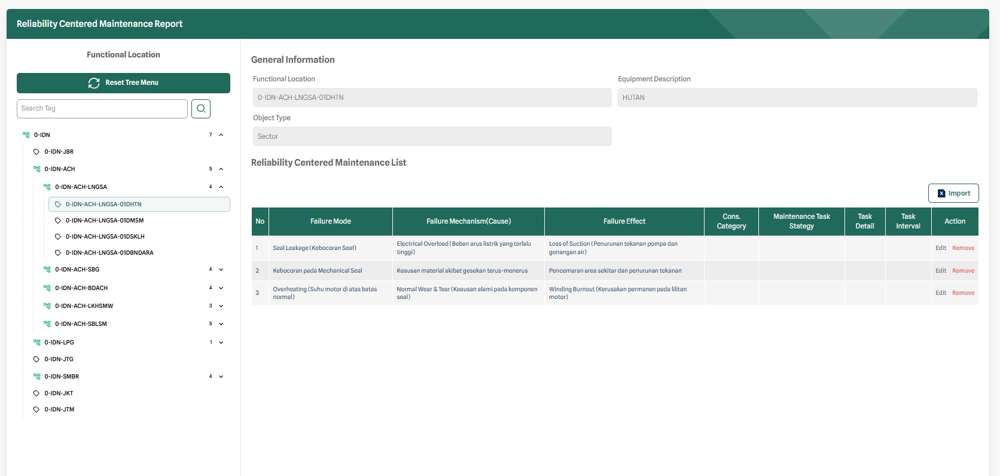 Reliability Centered Maintenance Report
Functional Location
Reset Tree Menu
Search Tag
0-IDN 7
0-IDN-JBR
0-IDN-ACH 5
0-IDN-ACH-LNGSA 4
0-IDN-ACH-LNGSA-01DHTN
0-IDN-ACH-LNGSA-01DMSM
0-IDN-ACH-LNGSA-01DSKLH
0-IDN-ACH-LNGSA-01DBNDARA
0-IDN-ACH-SBG 4
0-IDN-ACH-BDACH 4
0-IDN-ACH-LKHSMW 3
0-IDN-ACH-SBLSM 5
0-IDN-LPG 1
0-IDN-JTG
0-IDN-SMBR 4
0-IDN-JKT
0-IDN-JTM
General Information
Functional Location
0-IDN-ACH-LNGSA-01DHTN
Equipment Description
HUTAN
Object Type
Sector
Reliability Centered Maintenance List
Import
No
Failure Mode
Failure Mechanism(Cause)
Failure Effect
Cons.
Category
Maintenance Task
Stategy
Task
Detail
Task
Interval
Action
1
Seal Leakage (Kebocoran Seal)
Electrical Overload (Beban arus listrik yang terlalu
tinggi)
Loss of Suction (Penurunan tekanan pompa dan
genangan air)
Edit Remove
2
Kebocoran pada Mechanical Seal
Keausan material akibat gesekan terus-menerus
Pencemaran area sekitar dan penurunan tekanan
Edit Remove
3
Overheating (Suhu motor di atas batas
normal)
Normal Wear & Tear (Keausan alami pada komponen
seal)
Winding Burnout (Kerusakan permanen pada lilitan
motor)
Edit Remove